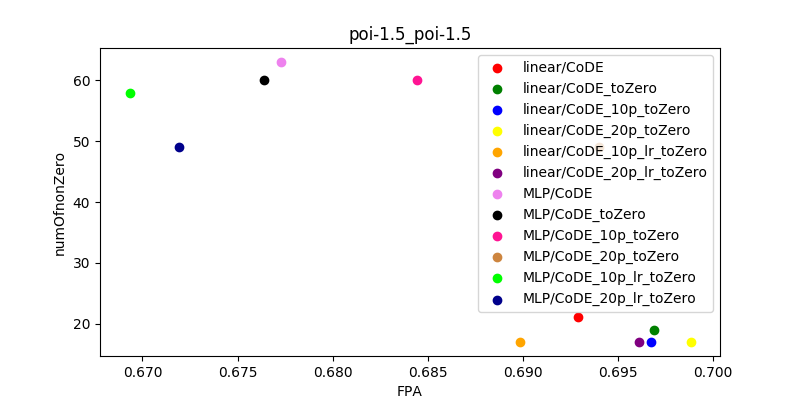 poi-1.5_poi-1.5
numOfnonZero
60
50
40
30
20
linear/CoDE
linear/CoDE_toZero
linear/CoDE_10p_toZero
linear/CoDE_20p_toZero
linear/CoDE_10p_lr_toZero
linear/CoDE_20p_lr_toZero
MLP/CoDE
MLP/CoDE_toZero
MLP/CoDE_10p_toZero
MLP/CoDE_20p_toZero
MLP/CoDE_10p_lr_toZero
MLP/CoDE_20p_lr_toZero
0.670 0.675 0.680 0.685 0.690 0.695 0.700
FPA